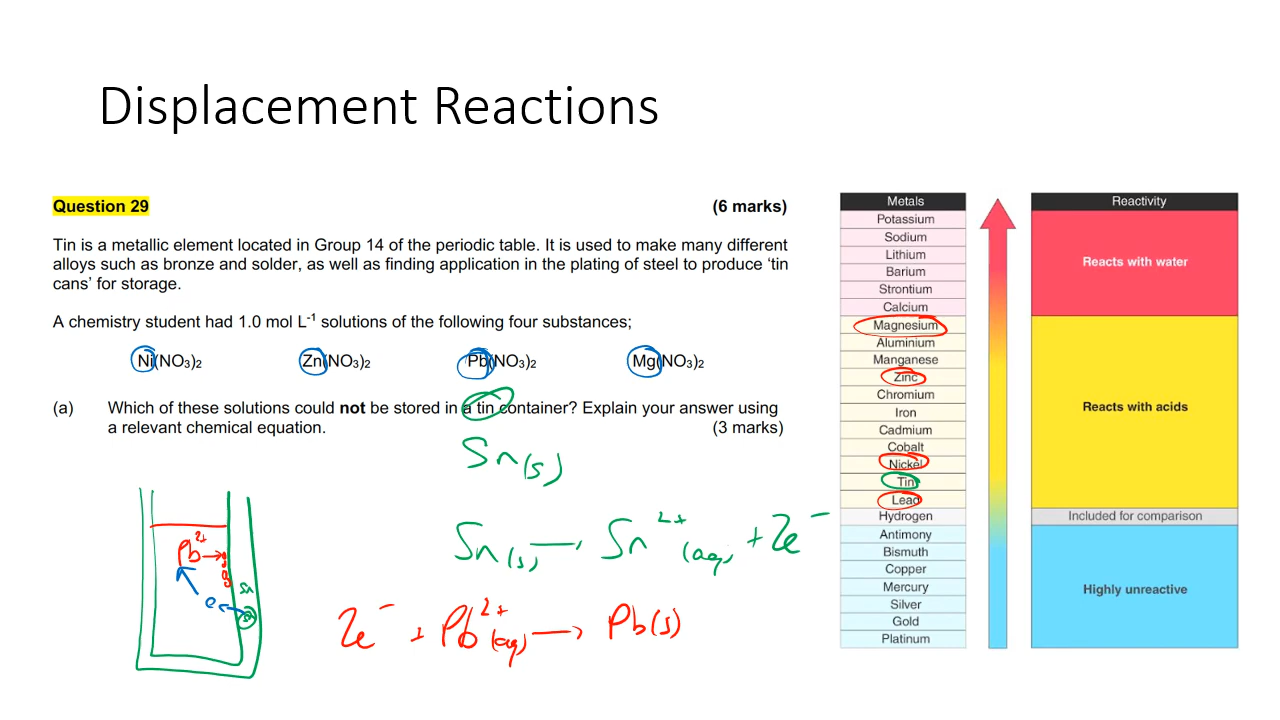 Displacement Reactions
Question 29 (6 marks)
Tin is a metallic element located in Group 14 of the periodic table. It is used to make many different
alloys such as bronze and solder, as well as finding application in the plating of steel to produce ‘tin
cans’ for storage.
A chemistry student had 1.0 mol L⁻¹ solutions of the following four substances;
Ni(NO₃)₂ Zn(NO₃)₂ Pb(NO₃)₂ Mg(NO₃)₂
(a) Which of these solutions could not be stored in a tin container? Explain your answer using
a relevant chemical equation. (3 marks)
Sn(s)
Sn(s) → Sn²⁺(aq) + 2e⁻
2e⁻ + Pb²⁺(aq) → Pb(s)
Pb²⁺
Sn
e⁻
Metals
Potassium
Sodium
Lithium
Barium
Strontium
Calcium
Magnesium
Aluminium
Manganese
Zinc
Chromium
Iron
Cadmium
Cobalt
Nickel
Tin
Lead
Hydrogen
Antimony
Bismuth
Copper
Mercury
Silver
Gold
Platinum
Reactivity
Reacts with water
Reacts with acids
Included for comparison
Highly unreactive